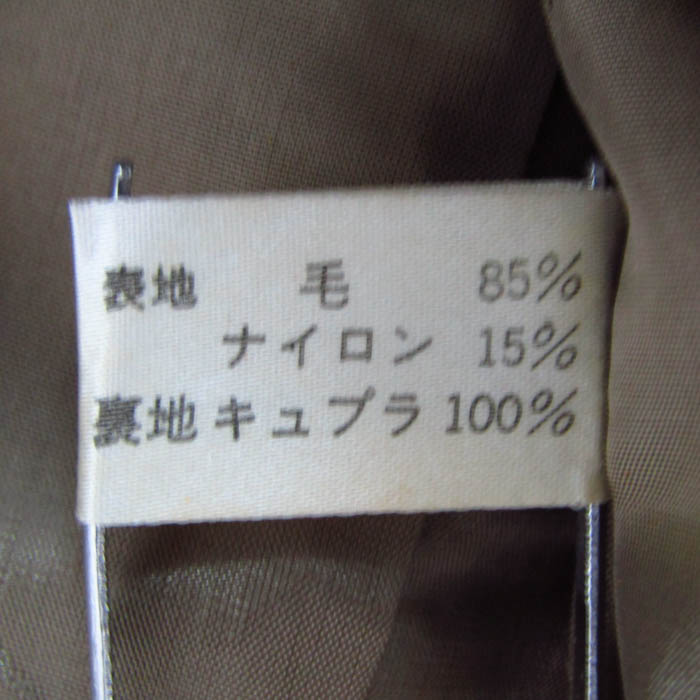 表地 毛 85%
ナイロン 15%
裏地 キュプラ 100%